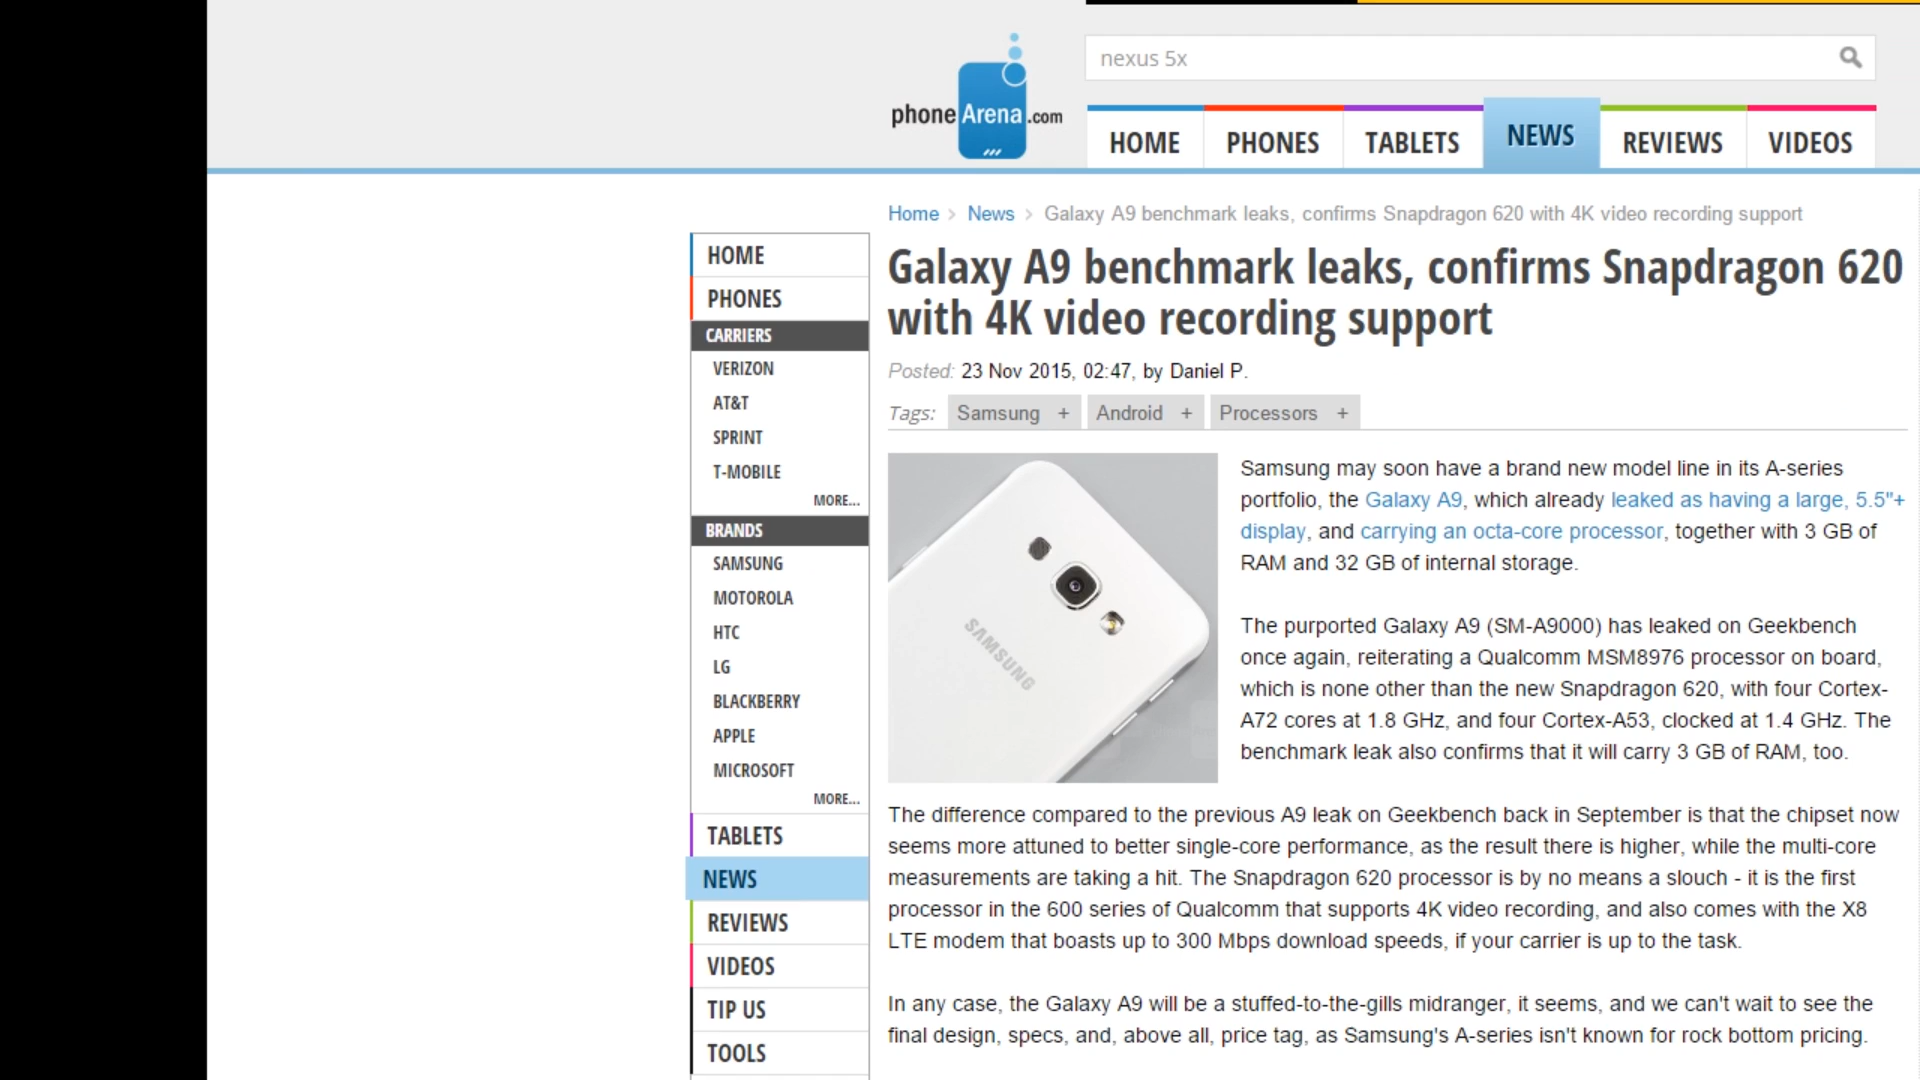 nexus 5x
phoneArena.com
HOME PHONES TABLETS NEWS REVIEWS VIDEOS
Home > News > Galaxy A9 benchmark leaks, confirms Snapdragon 620 with 4K video recording support
HOME
PHONES
CARRIERS
VERIZON
AT&T
SPRINT
T-MOBILE
MORE...
BRANDS
SAMSUNG
MOTOROLA
HTC
LG
BLACKBERRY
APPLE
MICROSOFT
MORE...
TABLETS
NEWS
REVIEWS
VIDEOS
TIP US
TOOLS
Galaxy A9 benchmark leaks, confirms Snapdragon 620
with 4K video recording support
Posted: 23 Nov 2015, 02:47, by Daniel P.
Tags: Samsung + Android + Processors +
SAMSUNG
Samsung may soon have a brand new model line in its A-series
portfolio, the Galaxy A9, which already leaked as having a large, 5.5"+
display, and carrying an octa-core processor, together with 3 GB of
RAM and 32 GB of internal storage.
The purported Galaxy A9 (SM-A9000) has leaked on Geekbench
once again, reiterating a Qualcomm MSM8976 processor on board,
which is none other than the new Snapdragon 620, with four Cortex-
A72 cores at 1.8 GHz, and four Cortex-A53, clocked at 1.4 GHz. The
benchmark leak also confirms that it will carry 3 GB of RAM, too.
The difference compared to the previous A9 leak on Geekbench back in September is that the chipset now
seems more attuned to better single-core performance, as the result there is higher, while the multi-core
measurements are taking a hit. The Snapdragon 620 processor is by no means a slouch - it is the first
processor in the 600 series of Qualcomm that supports 4K video recording, and also comes with the X8
LTE modem that boasts up to 300 Mbps download speeds, if your carrier is up to the task.
In any case, the Galaxy A9 will be a stuffed-to-the-gills midranger, it seems, and we can't wait to see the
final design, specs, and, above all, price tag, as Samsung's A-series isn't known for rock bottom pricing.